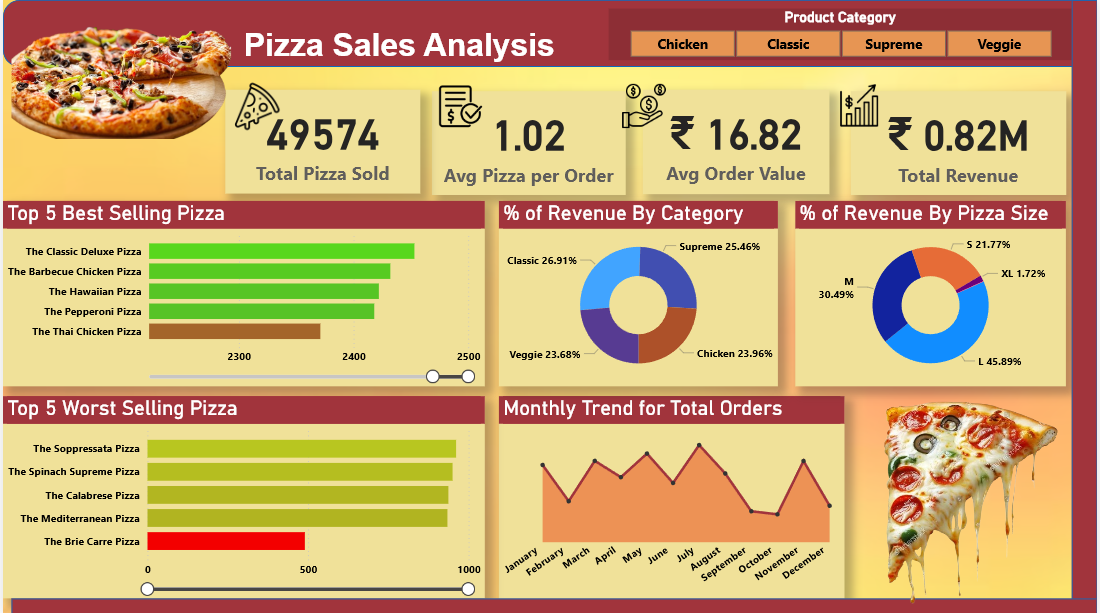 Pizza Sales Analysis
Product Category
Chicken
Classic
Supreme
Veggie
49574
Total Pizza Sold
1.02
Avg Pizza per Order
₹ 16.82
Avg Order Value
₹ 0.82M
Total Revenue
Top 5 Best Selling Pizza
The Classic Deluxe Pizza
The Barbecue Chicken Pizza
The Hawaiian Pizza
The Pepperoni Pizza
The Thai Chicken Pizza
2300
2400
2500
% of Revenue By Category
Supreme 25.46%
Classic 26.91%
Veggie 23.68%
Chicken 23.96%
% of Revenue By Pizza Size
S 21.77%
XL 1.72%
M
30.49%
L 45.89%
Top 5 Worst Selling Pizza
The Soppressata Pizza
The Spinach Supreme Pizza
The Calabrese Pizza
The Mediterranean Pizza
The Brie Carre Pizza
0
500
1000
Monthly Trend for Total Orders
January
February
March
April
May
June
July
August
September
October
November
December